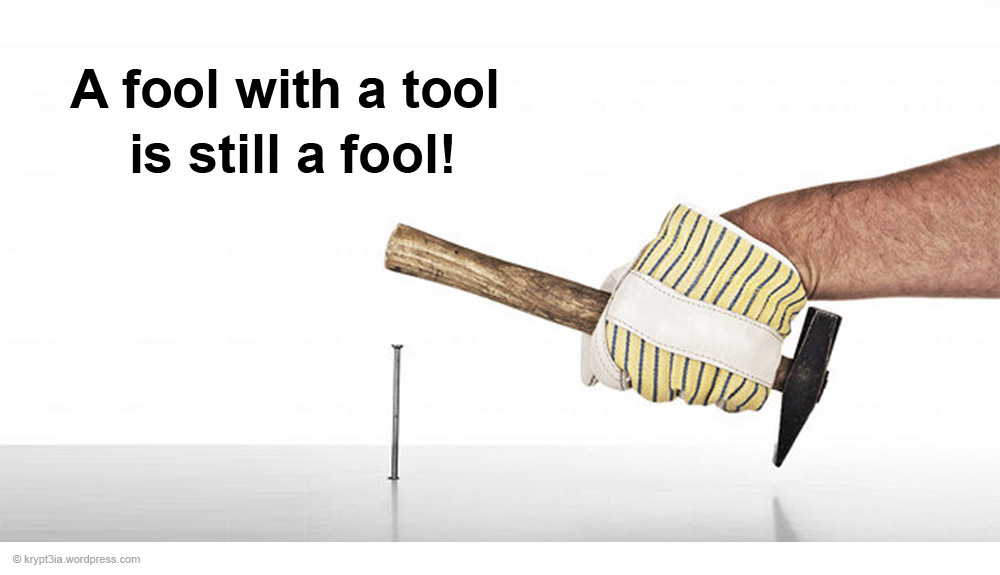 A fool with a tool
is still a fool!
© krypt3ia.wordpress.com